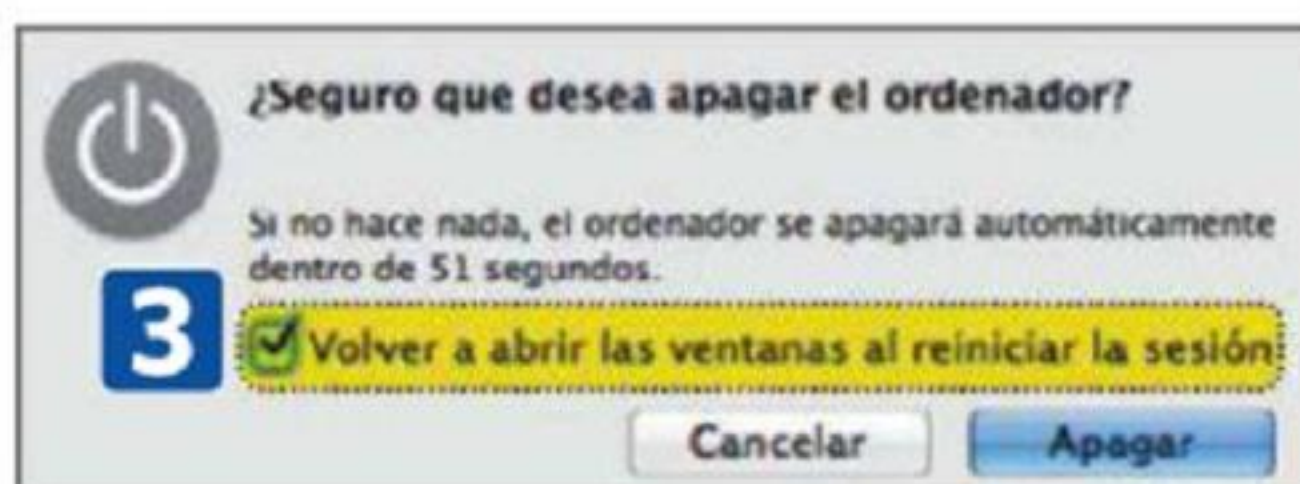 ¿Seguro que desea apagar el ordenador?
Si no hace nada, el ordenador se apagará automáticamente
dentro de 51 segundos.
3
Volver a abrir las ventanas al reiniciar la sesión
Cancelar
Apagar